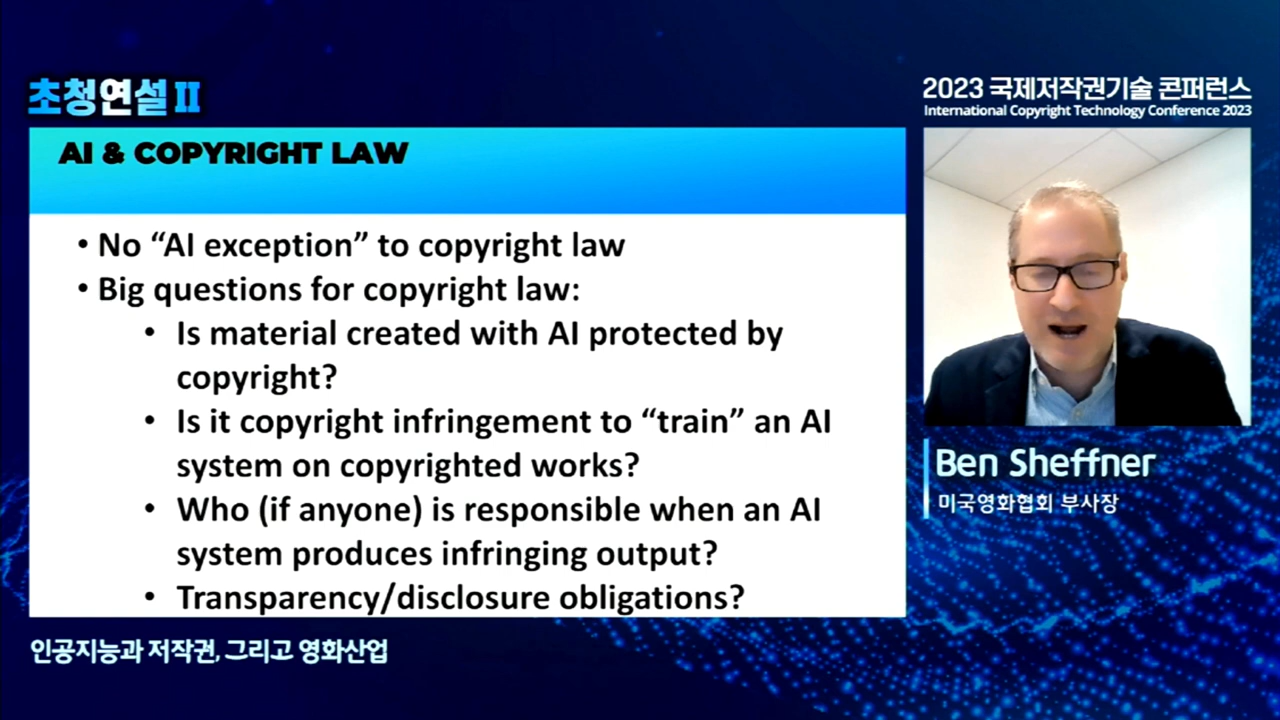 초청연설 II
2023 국제저작권기술 콘퍼런스
International Copyright Technology Conference 2023
AI & COPYRIGHT LAW
• No “AI exception” to copyright law
• Big questions for copyright law:
• Is material created with AI protected by
copyright?
• Is it copyright infringement to “train” an AI
system on copyrighted works?
• Who (if anyone) is responsible when an AI
system produces infringing output?
• Transparency/disclosure obligations?
Ben Sheffner
미국영화협회 부사장
인공지능과 저작권, 그리고 영화산업